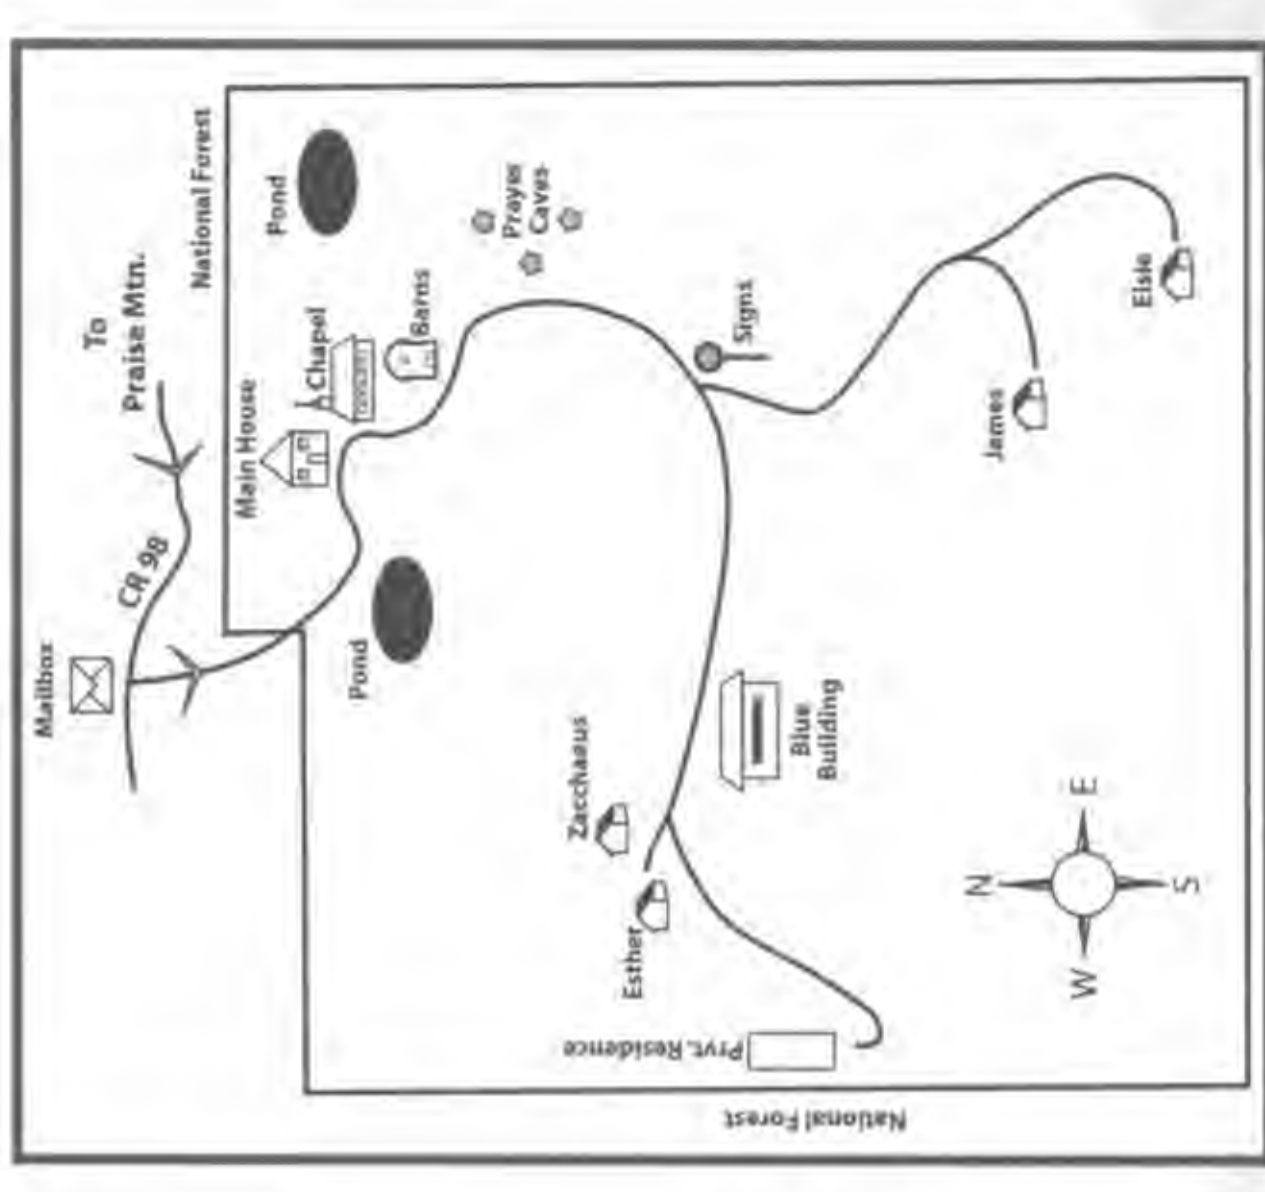 Mailbox
To
Praise Mtn.
CR 98
National Forest
Main House
Pond
Chapel
Pond
Barns
Prayer
Caves
Zacchaeus
Esther
Prvt. Residence
Signs
Blue
Building
National Forest
James
Elsie
N
W
E
S